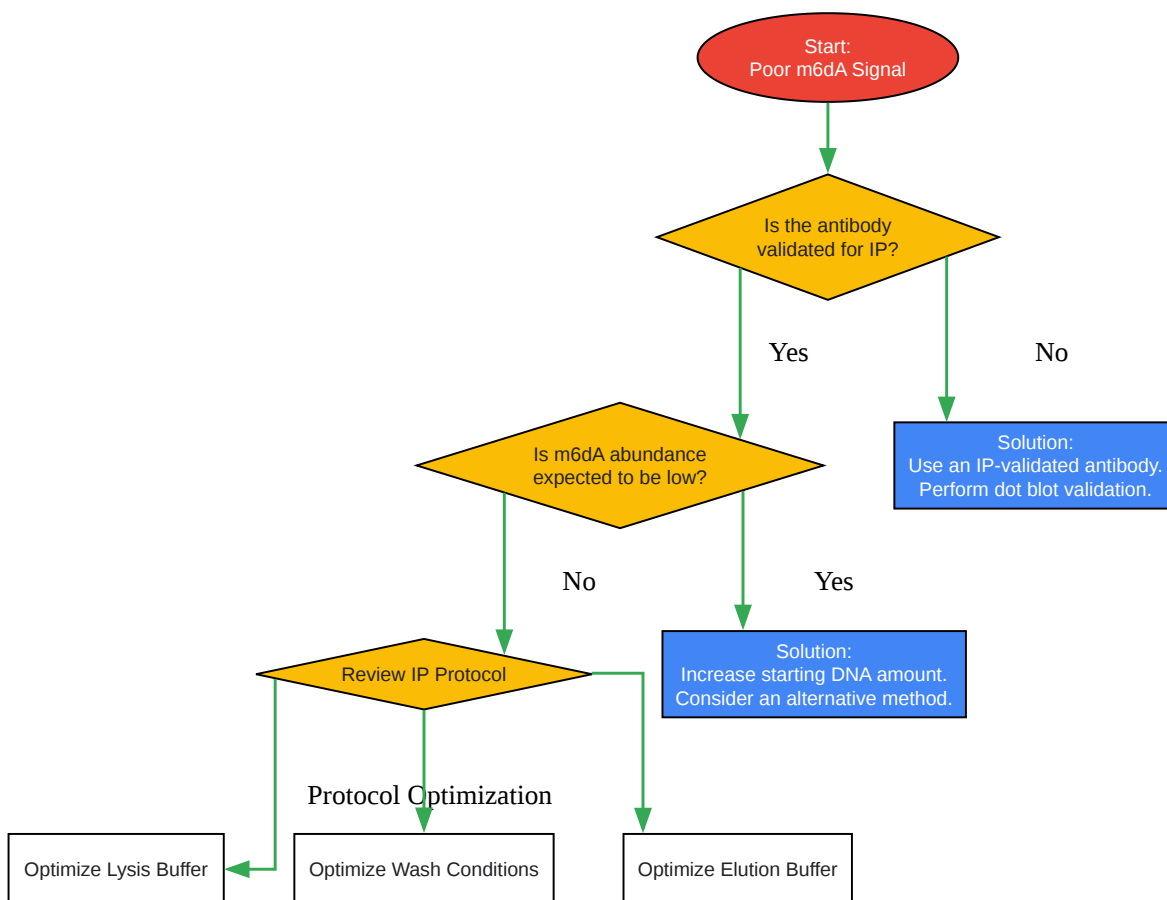 Start:
Poor m6dA Signal
Is the antibody
validated for IP?
Yes
No
Is m6dA abundance
expected to be low?
Solution:
Use an IP-validated antibody.
Perform dot blot validation.
No
Yes
Review IP Protocol
Solution:
Increase starting DNA amount.
Consider an alternative method.
Protocol Optimization
Optimize Lysis Buffer
Optimize Wash Conditions
Optimize Elution Buffer